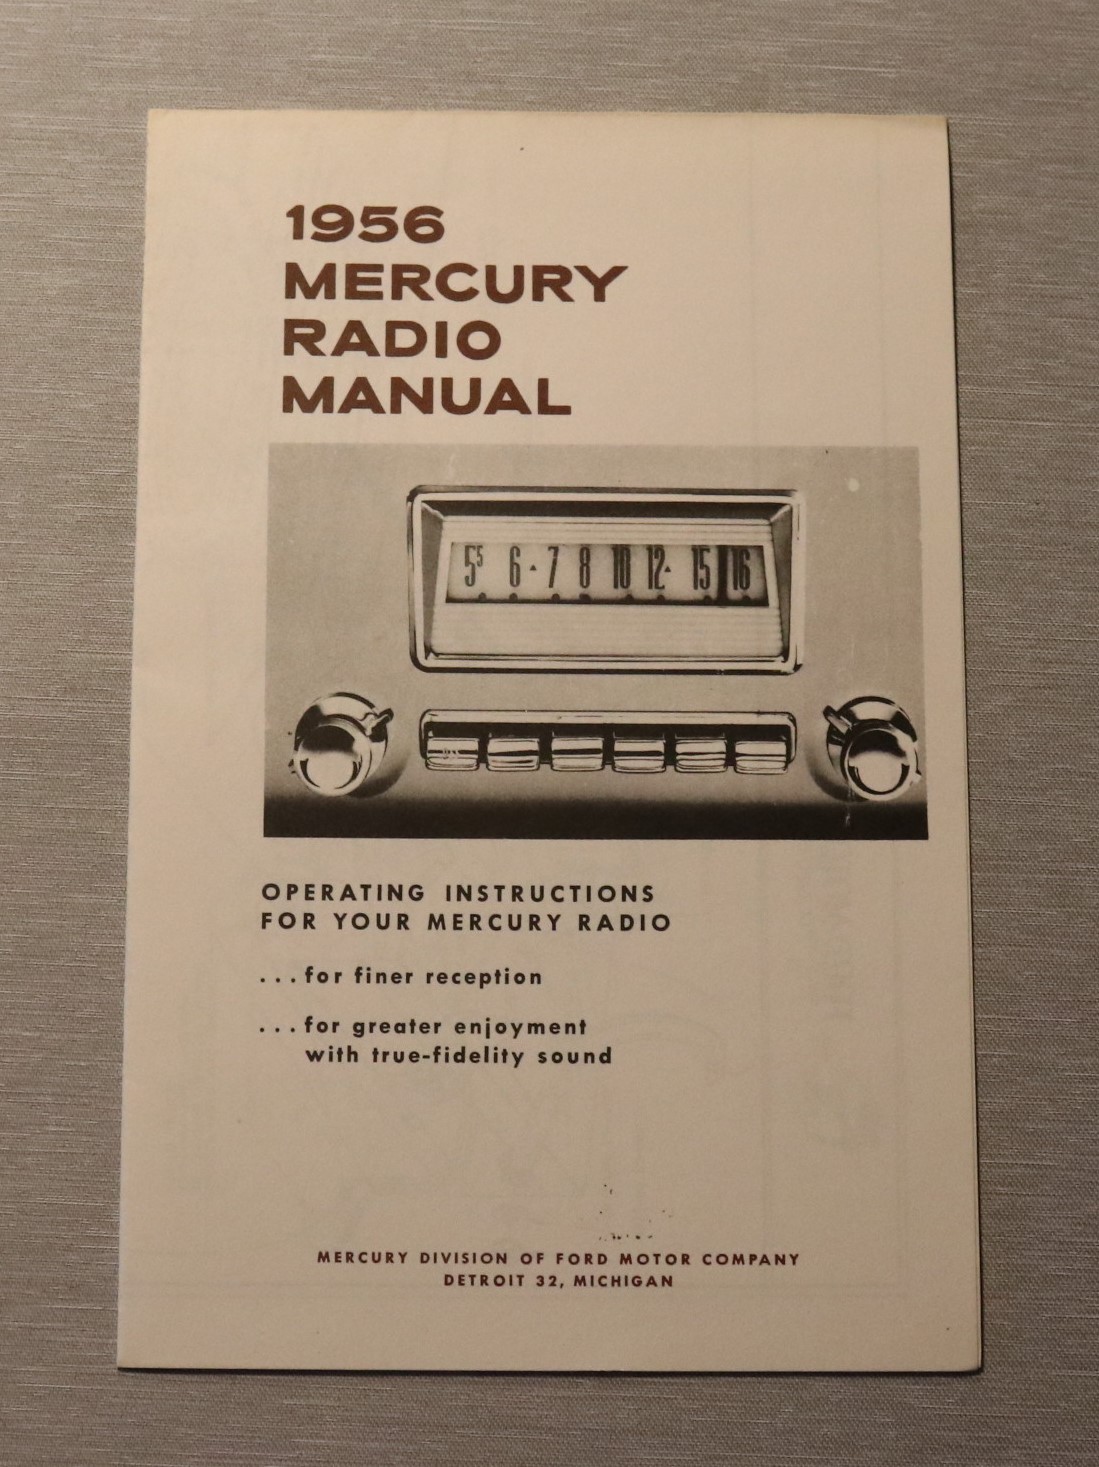 1956
MERCURY
RADIO
MANUAL
5⁵ 6 7 8 10 12 15 16
OPERATING INSTRUCTIONS
FOR YOUR MERCURY RADIO
...for finer reception
...for greater enjoyment
with true-fidelity sound
MERCURY DIVISION OF FORD MOTOR COMPANY
DETROIT 32, MICHIGAN